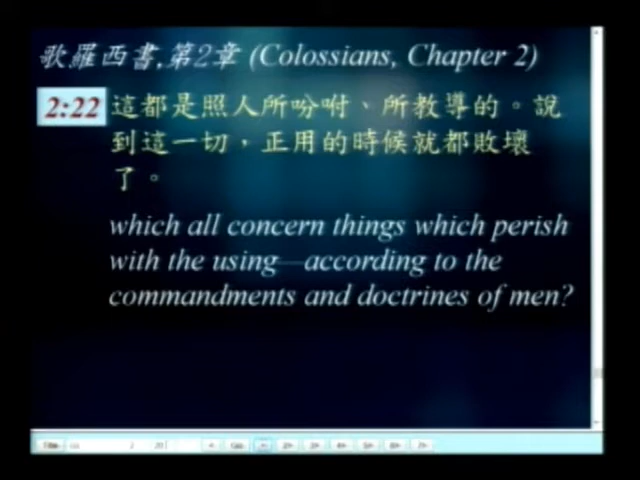 歌羅西書,第2章 (Colossians, Chapter 2)
2:22 這都是照人所吩咐、所教導的。說
到這一切,正用的時候就都敗壞
了。
which all concern things which perish
with the using—according to the
commandments and doctrines of men?